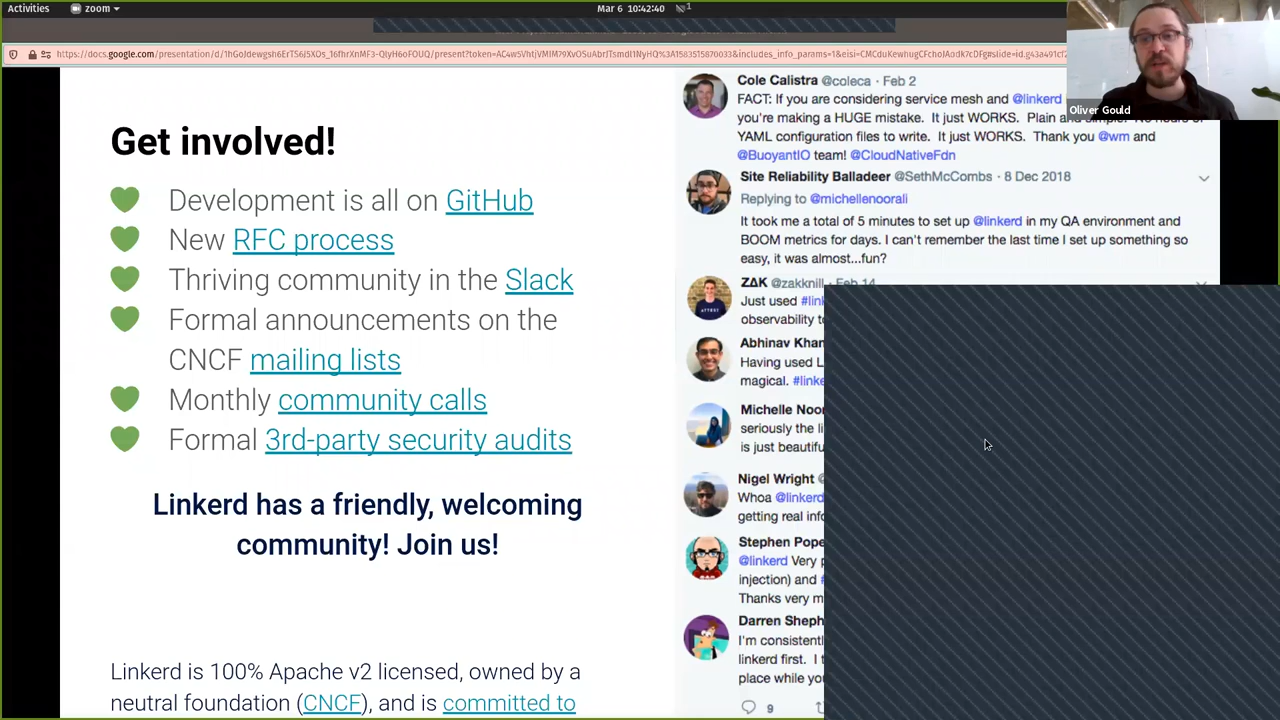 Activities
zoom
Mar 6 10:42:40
1
Oliver Gould
Get involved!
Development is all on GitHub
New RFC process
Thriving community in the Slack
Formal announcements on the
CNCF mailing lists
Monthly community calls
Formal 3rd-party security audits
Linkerd has a friendly, welcoming
community! Join us!
Linkerd is 100% Apache v2 licensed, owned by a
neutral foundation (CNCF), and is committed to
Cole Calistra @coleca · Feb 2
FACT: If you are considering service mesh and @linkerd
you're making a HUGE mistake. It just WORKS. Plain and
YAML configuration files to write. It just WORKS. Thank you @wm and
@BuoyantIO team! @CloudNativeFdn
Site Reliability Balladeer @SethMcCombs · 8 Dec 2018
Replying to @michellenoorali
It took me a total of 5 minutes to set up @linkerd in my QA environment and
BOOM metrics for days. I can't remember the last time I set up something so
easy, it was almost...fun?
ZΔK @zakknill · Feb 14
Just used
observability
Abhinav Khan
Having used L
magical.
Michelle Noor
seriously the
is just
Nigel Wright
Whoa @linkerd
getting real
Stephen Pope
@linkerd Very
injection) and
Thanks very
Darren Sheph
I'm
linkerd first. I
place while
9